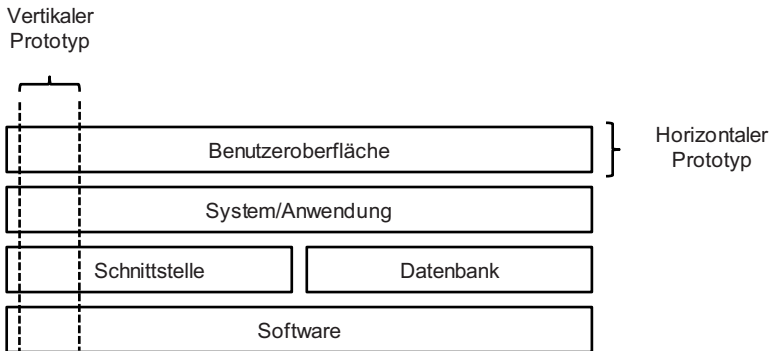 Vertikaler
Prototyp
Benutzeroberfläche
Horizontaler
Prototyp
System/Anwendung
Schnittstelle
Datenbank
Software